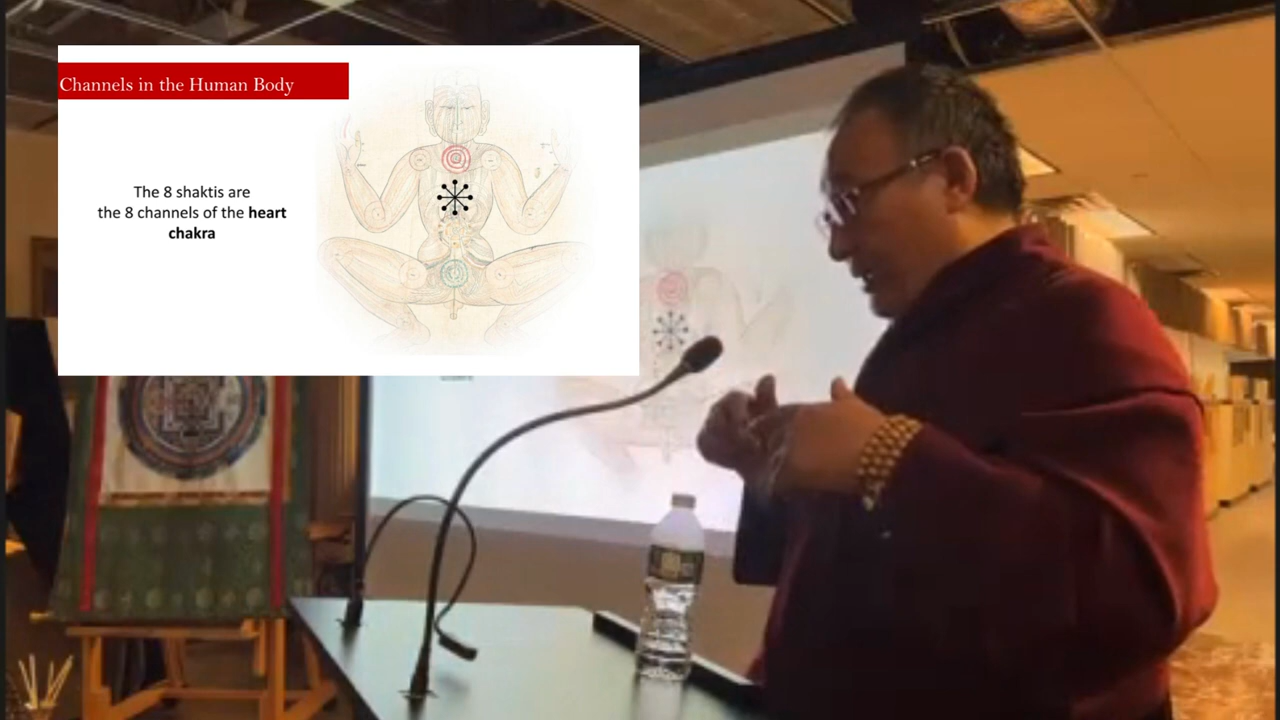 Channels in the Human Body
The 8 shaktis are
the 8 channels of the heart
chakra